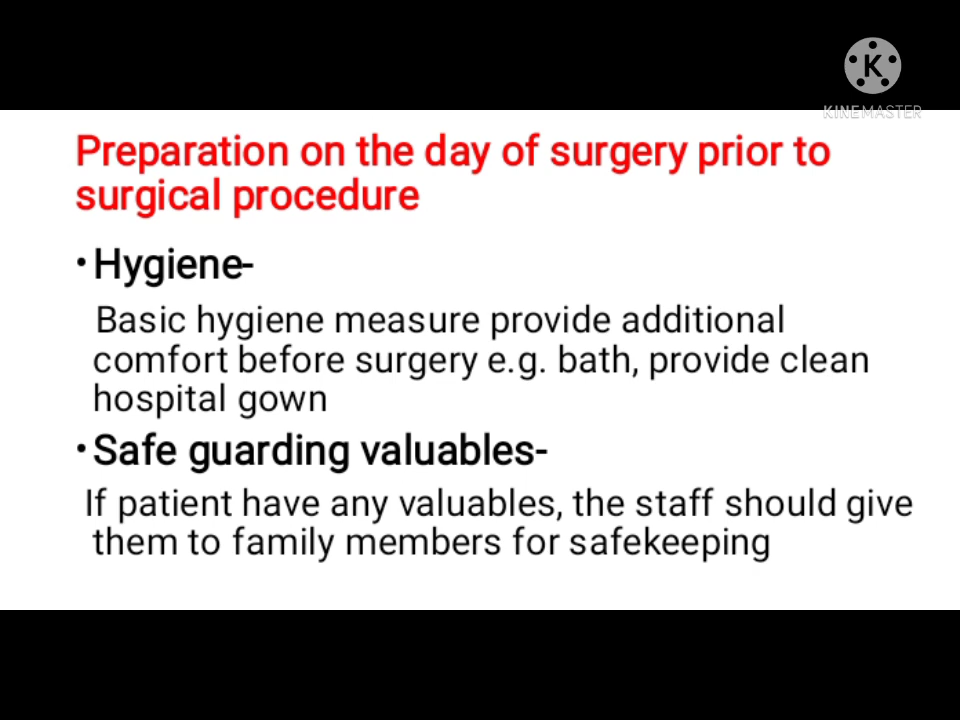 K
KINEMASTER
Preparation on the day of surgery prior to
surgical procedure
• Hygiene-
Basic hygiene measure provide additional
comfort before surgery e.g. bath, provide clean
hospital gown
• Safe guarding valuables-
If patient have any valuables, the staff should give
them to family members for safekeeping